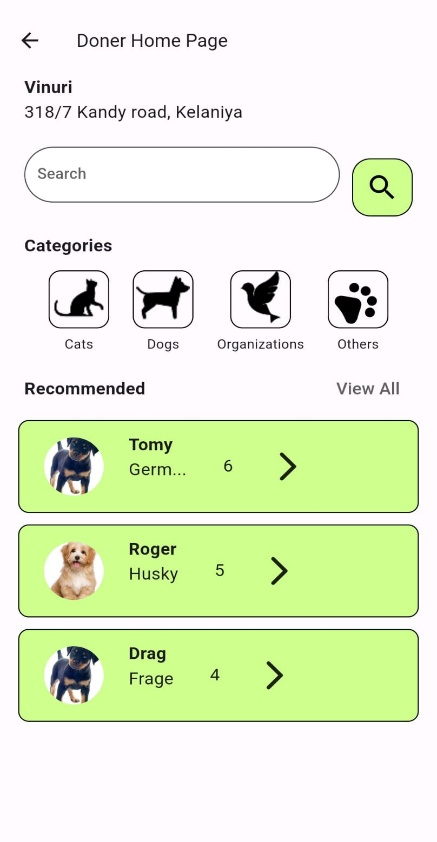 Doner Home Page
Vinuri
318/7 Kandy road, Kelaniya
Search
Categories
Cats Dogs Organizations Others
Recommended View All
Tomy
Germ... 6
Roger
Husky 5
Drag
Frage 4